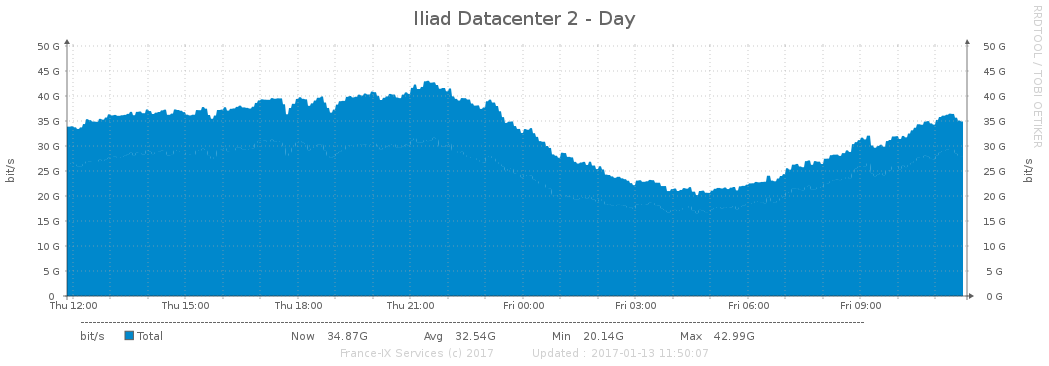 Iliad Datacenter 2 - Day
RRDTOOL / TOBI OETIKER
50 G 50 G
45 G 45 G
40 G 40 G
35 G 35 G
30 G 30 G
25 G 25 G
20 G 20 G
15 G 15 G
10 G 10 G
5 G 5 G
0 0 G
bit/s bit/s
Thu 12:00 Thu 15:00 Thu 18:00 Thu 21:00 Fri 00:00 Fri 03:00 Fri 06:00 Fri 09:00
bit/s Total Now 34.87G Avg 32.54G Min 20.14G Max 42.99G
France-IX Services (c) 2017 Updated : 2017-01-13 11:50:07